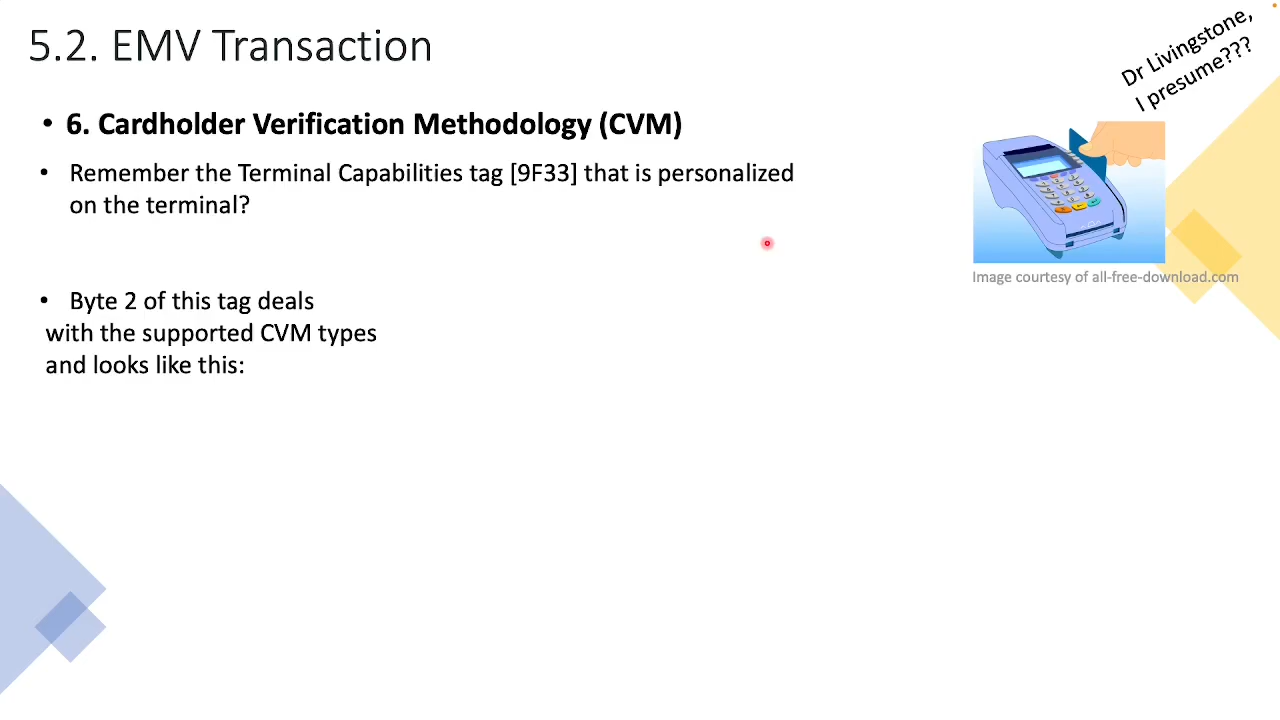 5.2. EMV Transaction
Dr Livingstone,
I presume???
• 6. Cardholder Verification Methodology (CVM)
• Remember the Terminal Capabilities tag [9F33] that is personalized
on the terminal?
Image courtesy of all-free-download.com
• Byte 2 of this tag deals
with the supported CVM types
and looks like this: